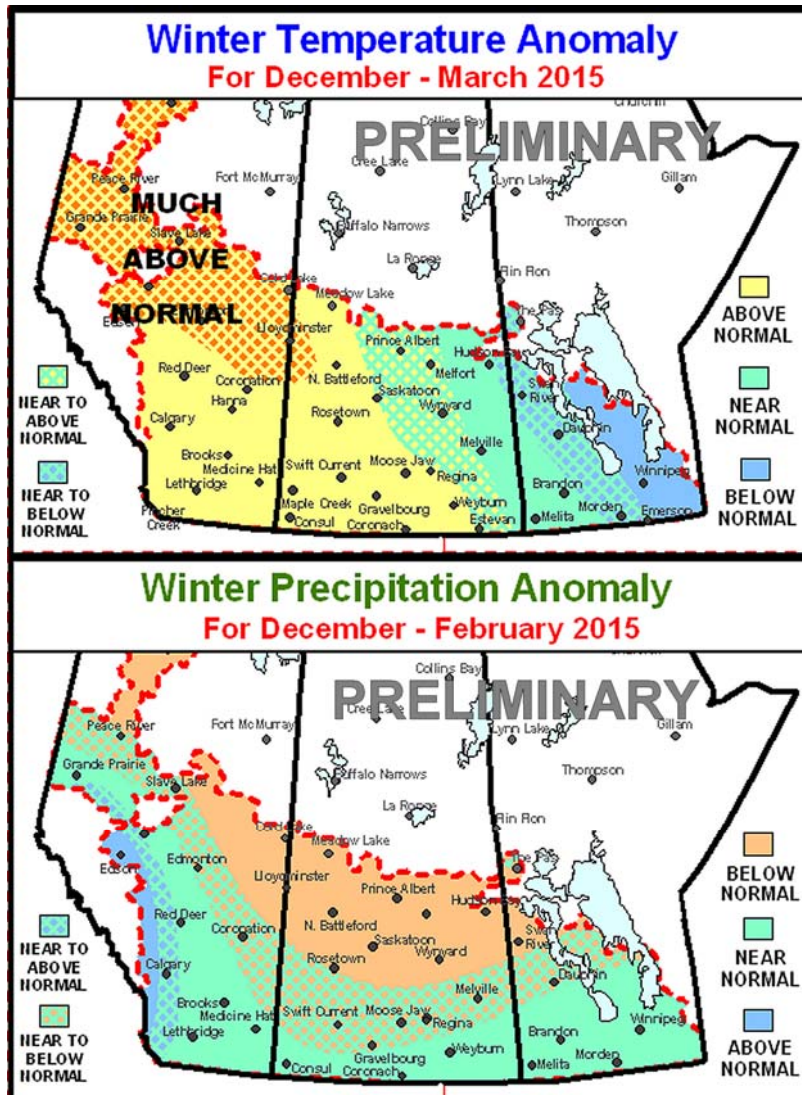 Winter Temperature Anomaly
For December - March 2015
PRELIMINARY
Collins Bay
Cree Lake
Peace River
Fort McMurray
Lynn Lake
Gillam
MUCH
Grande Prairie
Slave Lake
Buffalo Narrows
Thompson
ABOVE
La Ronge
Flin Flon
NORMAL
Cold Lake
Meadow Lake
Edson
Lloydminster
The Pas
ABOVE
NORMAL
Prince Albert
Hudson Bay
Red Deer
Coronation
N. Battleford
Melfort
NEAR TO
ABOVE
NORMAL
Hanna
Saskatoon
Swan
River
NEAR
NORMAL
Calgary
Rosetown
Wynyard
Dauphin
Brooks
Melville
NEAR TO
BELOW
NORMAL
Medicine Hat
Swift Current
Moose Jaw
Regina
Winnipeg
BELOW
NORMAL
Lethbridge
Maple Creek
Gravelbourg
Weyburn
Brandon
Morden
Pincher
Creek
Consul
Coronach
Estevan
Melita
Emerson
Winter Precipitation Anomaly
For December - February 2015
PRELIMINARY
Collins Bay
Cree Lake
Peace River
Fort McMurray
Lynn Lake
Gillam
Grande Prairie
Slave Lake
Buffalo Narrows
Thompson
La Ronge
Flin Flon
Cold Lake
Meadow Lake
Edson
Edmonton
Lloydminster
The Pas
BELOW
NORMAL
Prince Albert
Hudson Bay
Red Deer
Coronation
N. Battleford
Saskatoon
Swan
River
NEAR
NORMAL
NEAR TO
ABOVE
NORMAL
Calgary
Rosetown
Wynyard
Dauphin
Brooks
Melville
Medicine Hat
Swift Current
Moose Jaw
Regina
Winnipeg
NEAR TO
BELOW
NORMAL
Lethbridge
Gravelbourg
Weyburn
Brandon
Morden
ABOVE
NORMAL
Consul
Coronach
Melita